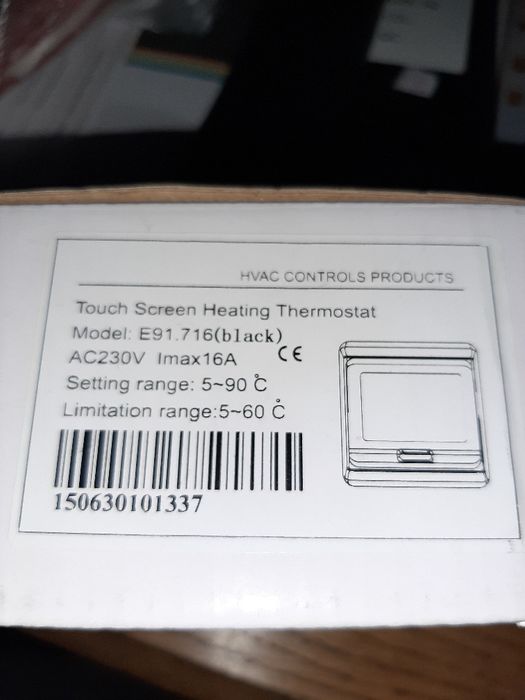 HVAC CONTROLS PRODUCTS
Touch Screen Heating Thermostat
Model: E91.716(black)
AC230V Imax16A CE
Setting range: 5~90 ℃
Limitation range:5~60 ℃
150630101337